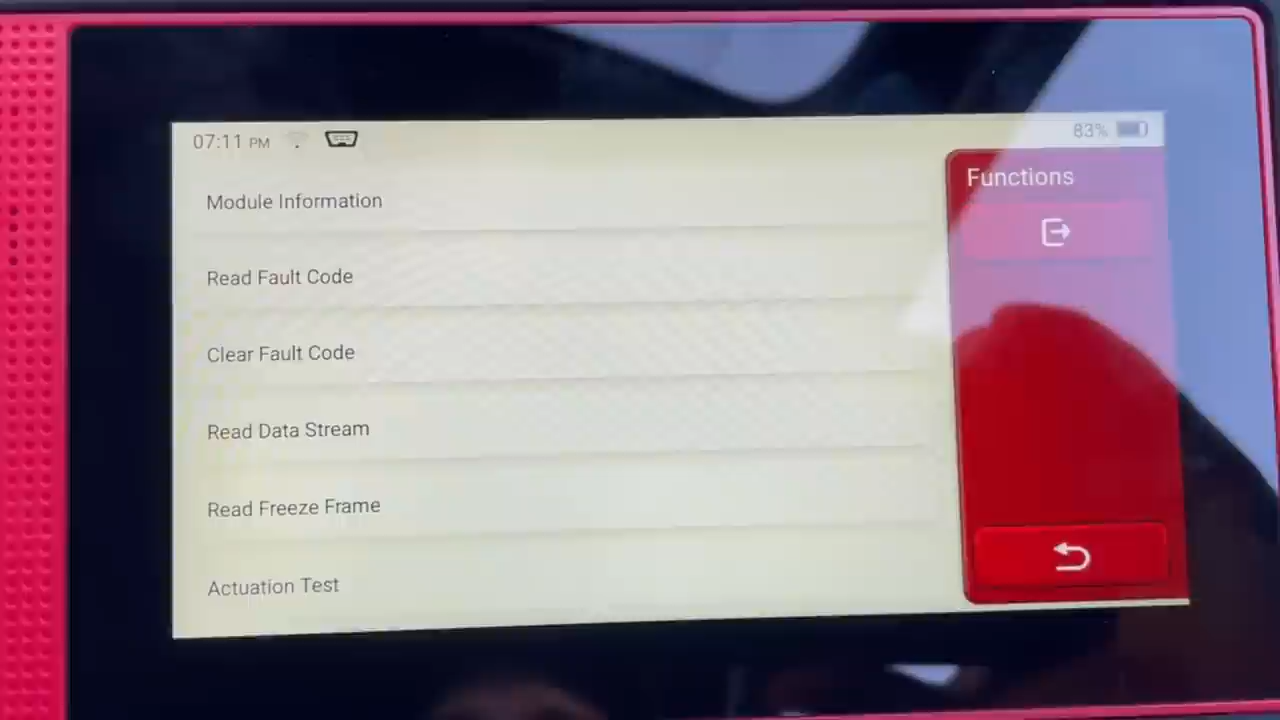 07:11 PM
83%
Functions
Module Information
Read Fault Code
Clear Fault Code
Read Data Stream
Read Freeze Frame
Actuation Test